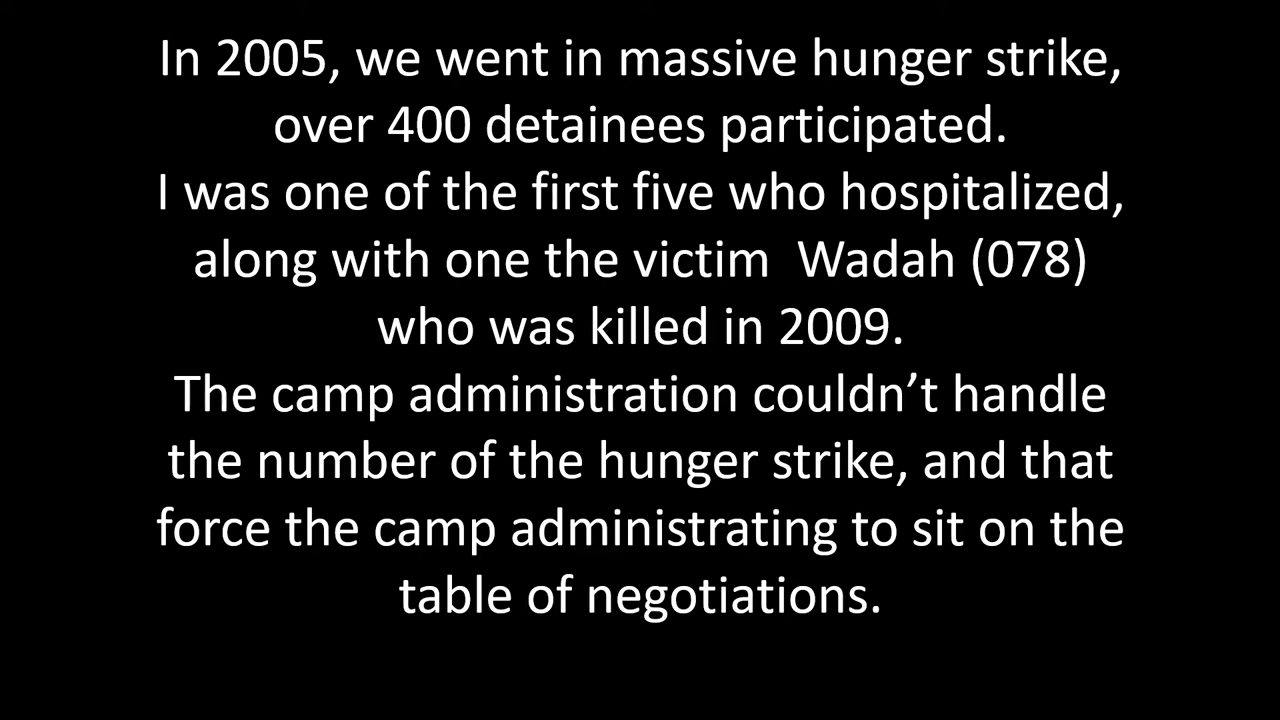 In 2005, we went in massive hunger strike,
over 400 detainees participated.
I was one of the first five who hospitalized,
along with one the victim  Wadah (078)
who was killed in 2009.
The camp administration couldn’t handle
the number of the hunger strike, and that
force the camp administrating to sit on the
table of negotiations.